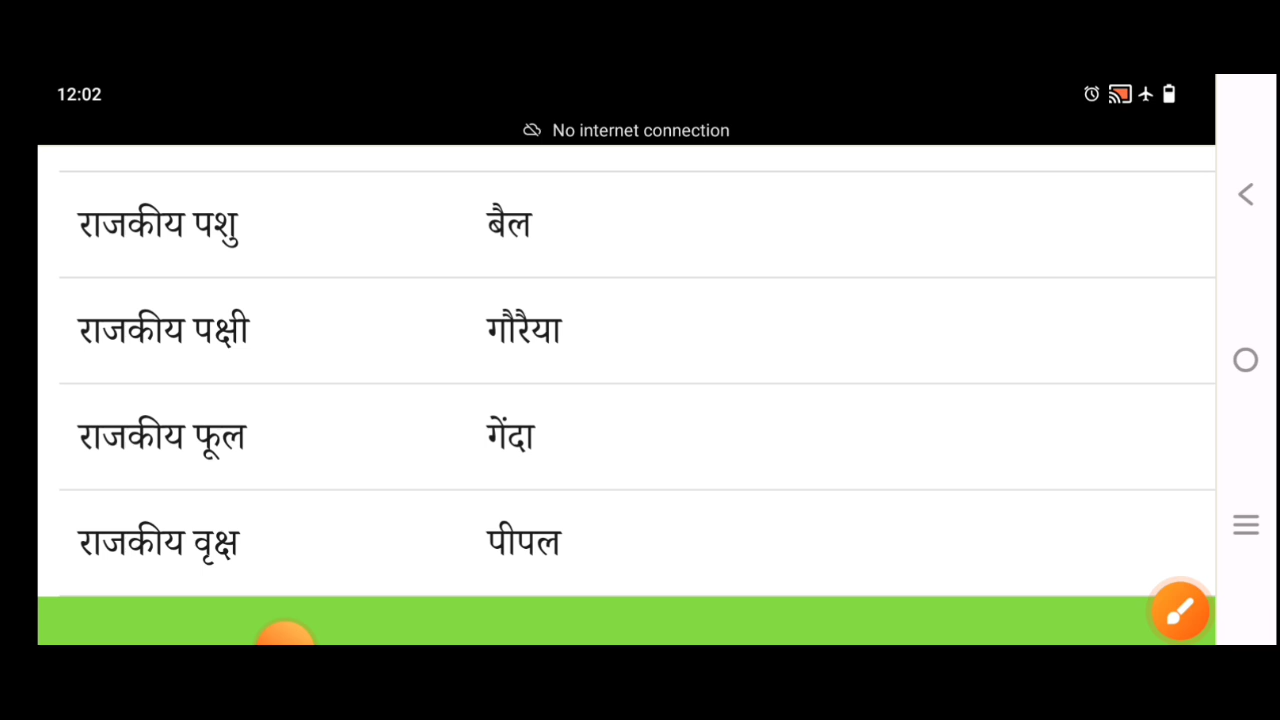 12:02
No internet connection
राजकीय पशु बैल
राजकीय पक्षी गौरैया
राजकीय फूल गेंदा
राजकीय वृक्ष पीपल